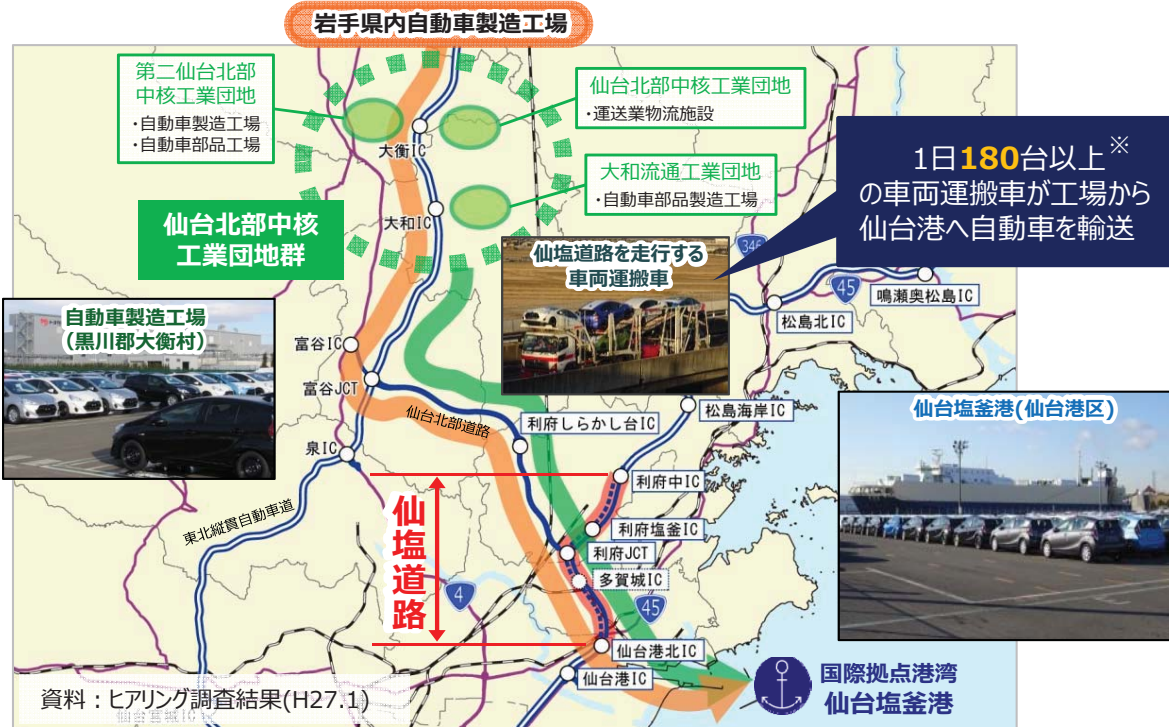 岩手県内自動車製造工場
第二仙台北部
中核工業団地
・自動車製造工場
・自動車部品工場
仙台北部中核工業団地
・運送業物流施設
大衡IC
大和流通工業団地
・自動車部品製造工場
1日180台以上※
の車両運搬車が工場から
仙台港へ自動車を輸送
仙台北部中核
工業団地群
大和IC
仙塩道路を走行する
車両運搬車
346
45
鳴瀬奥松島IC
松島北IC
自動車製造工場
（黒川郡大衡村）
富谷IC
富谷JCT
仙台北部道路
松島海岸IC
利府しらかし台IC
仙台塩釜港(仙台港区)
泉IC
利府中IC
東北縦貫自動車道
仙塩道路
利府塩釜IC
利府JCT
多賀城IC
4
45
仙台港北IC
仙台港IC
国際拠点港湾
仙台塩釜港
資料：ヒアリング調査結果(H27.1)